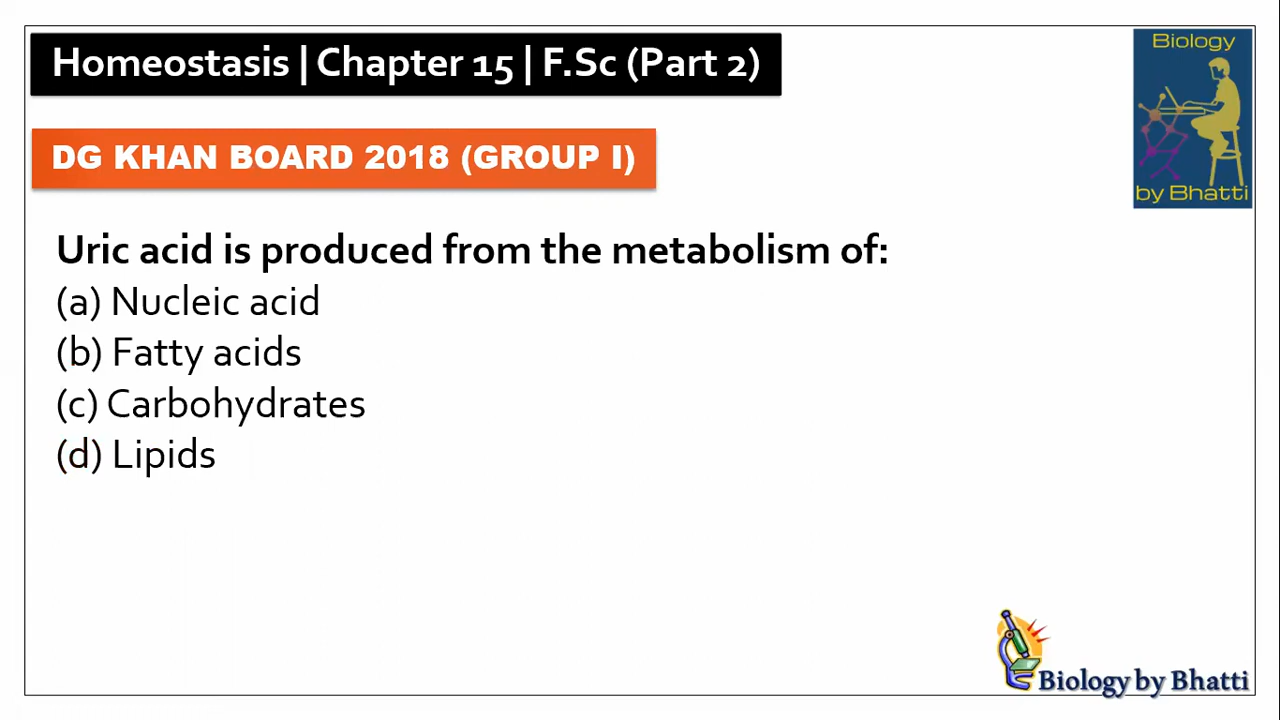 Homeostasis | Chapter 15 | F.Sc (Part 2)
Biology
by Bhatti
DG KHAN BOARD 2018 (GROUP I)
Uric acid is produced from the metabolism of:
(a) Nucleic acid
(b) Fatty acids
(c) Carbohydrates
(d) Lipids
Biology by Bhatti